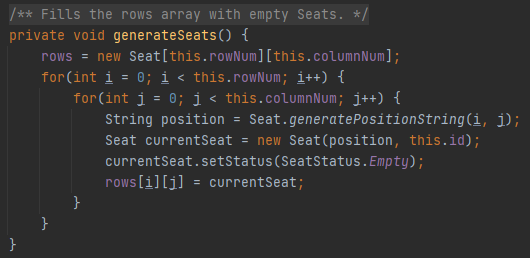 /** Fills the rows array with empty Seats. */
private void generateSeats() {
    rows = new Seat[this.rowNum][this.columnNum];
    for(int i = 0; i < this.rowNum; i++) {
        for(int j = 0; j < this.columnNum; j++) {
            String position = Seat.generatePositionString(i, j);
            Seat currentSeat = new Seat(position, this.id);
            currentSeat.setStatus(SeatStatus.Empty);
            rows[i][j] = currentSeat;
        }
    }
}